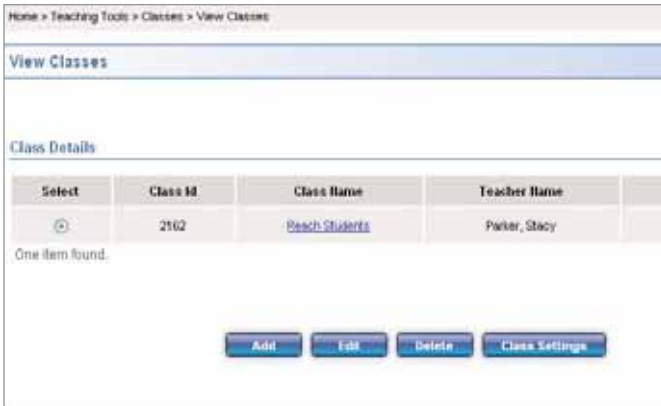 Home > Teaching Tools > Classes > View Classes
View Classes
Class Details
Select Class Id Class Name Teacher Name
2162 Reach Students Parker, Stacy
One item found.
Add Edit Delete Class Settings